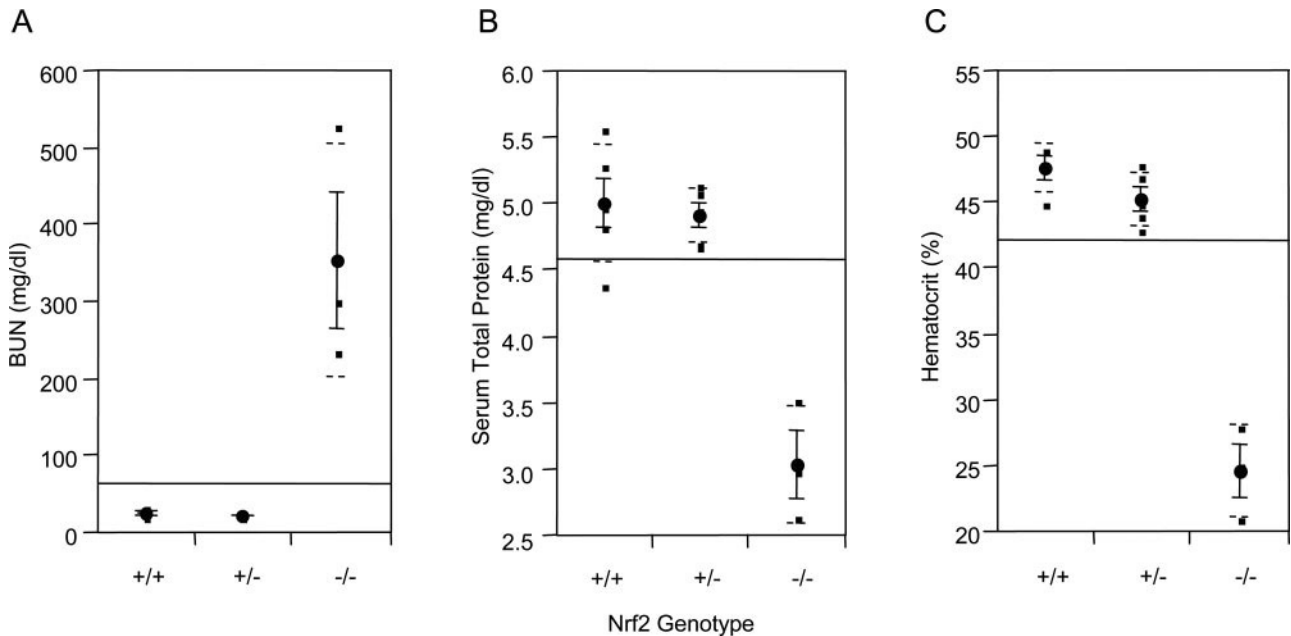 A
BUN (mg/dl)
600
500
400
300
200
100
0
+/+ +/- -/-
B
Serum Total Protein (mg/dl)
6.0
5.5
5.0
4.5
4.0
3.5
3.0
2.5
+/+ +/- -/-
C
Hematocrit (%)
55
50
45
40
35
30
25
20
+/+ +/- -/-
Nrf2 Genotype